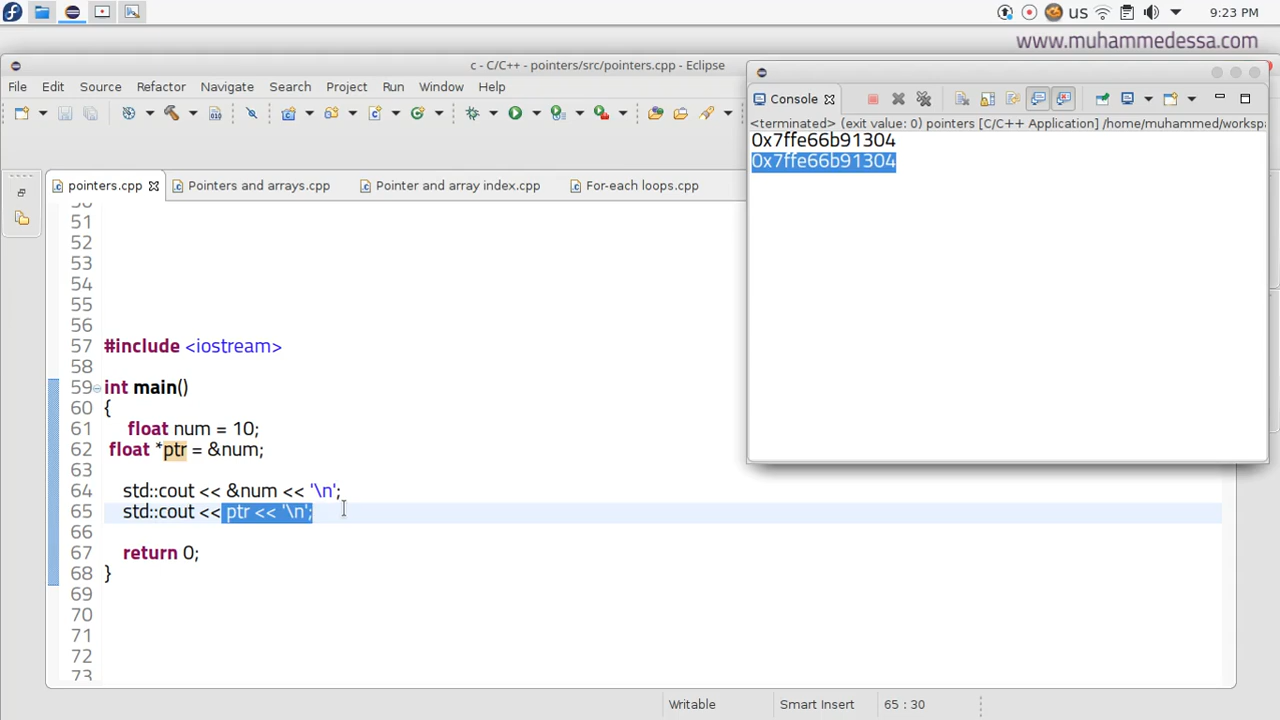 us
9:23 PM
www.muhammedessa.com
c - C/C++ - pointers/src/pointers.cpp - Eclipse
File Edit Source Refactor Navigate Search Project Run Window Help
Console
<terminated> (exit value: 0) pointers [C/C++ Application] /home/muhammed/workspa
0x7ffe66b91304
0x7ffe66b91304
pointers.cpp Pointers and arrays.cpp Pointer and array index.cpp For-each loops.cpp
50
51
52
53
54
55
56
57 #include <iostream>
58
59 int main()
60 {
61 float num = 10;
62 float *ptr = &num;
63
64 std::cout << &num << '\n';
65 std::cout << ptr << '\n';
66
67 return 0;
68 }
69
70
71
72
73
Writable Smart Insert 65 : 30